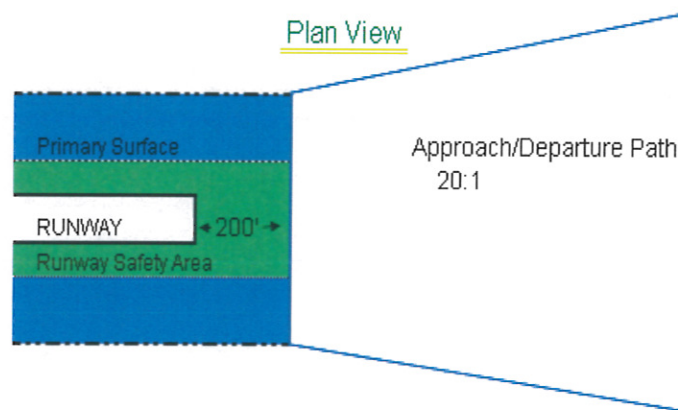 Plan View
Primary Surface
Approach/Departure Path
20:1
RUNWAY
200'
Runway Safety Area